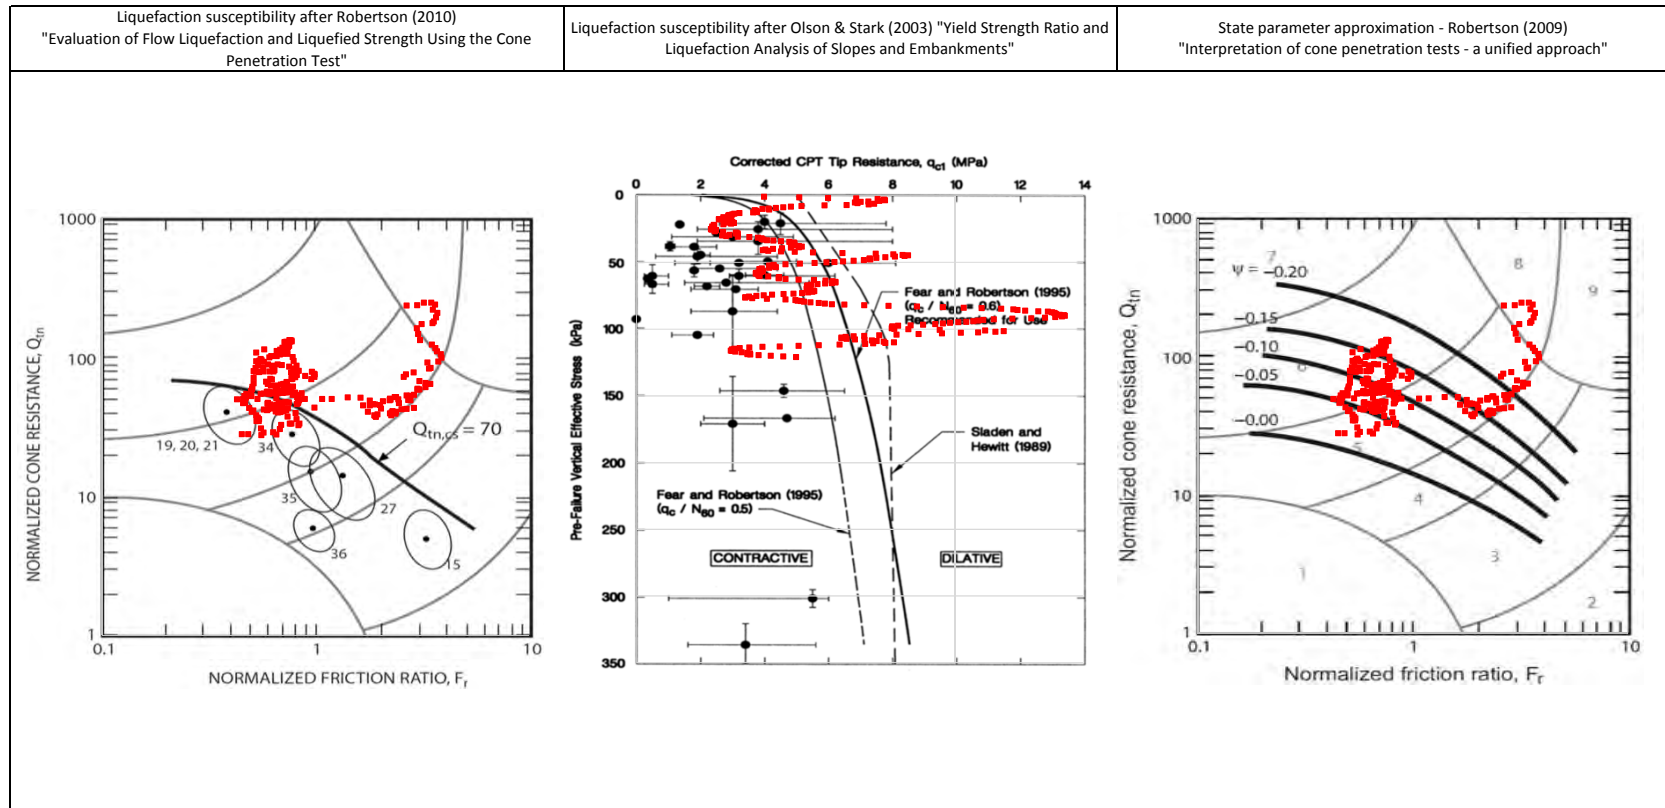 Liquefaction susceptibility after Robertson (2010)
"Evaluation of Flow Liquefaction and Liquefied Strength Using the Cone
Penetration Test"
Liquefaction susceptibility after Olson & Stark (2003) "Yield Strength Ratio and
Liquefaction Analysis of Slopes and Embankments"
State parameter approximation - Robertson (2009)
"Interpretation of cone penetration tests - a unified approach"
NORMALIZED CONE RESISTANCE, Qtn
1000
100
10
1
0.1
1
10
NORMALIZED FRICTION RATIO, Fr
Qtn,cs = 70
19, 20, 21
34
35
27
36
15
Corrected CPT Tip Resistance, qc1 (MPa)
0 2 4 6 8 10 12 14
Pre-Failure Vertical Effective Stress (kPa)
0
50
100
150
200
250
300
350
Fear and Robertson (1995)
(qc / N60 = 0.6)
Recommended for Use
Sladen and
Hewitt (1989)
Fear and Robertson (1995)
(qc / N60 = 0.5)
CONTRACTIVE
DILATIVE
Normalized cone resistance, Qtn
1000
100
10
1
0.1
1
10
Normalized friction ratio, Fr
ψ = −0.20
−0.15
−0.10
−0.05
−0.00
7
8
9
6
5
4
3
1
2